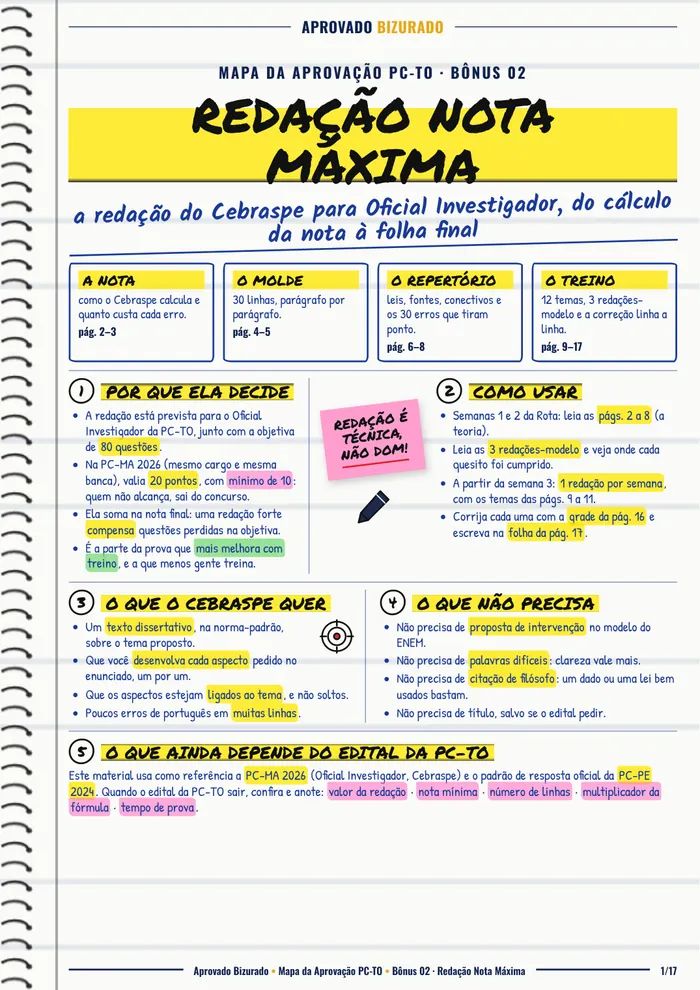 APROVADO BIZURADO
MAPA DA APROVAÇÃO PC-TO · BÔNUS 02
REDAÇÃO NOTA
MÁXIMA
a redação do Cebraspe para Oficial Investigador, do cálculo
da nota à folha final
A NOTA
como o Cebraspe calcula e
quanto custa cada erro.
pág. 2–3
O MOLDE
30 linhas, parágrafo por
parágrafo.
pág. 4–5
O REPERTÓRIO
leis, fontes, conectivos e
os 30 erros que tiram
ponto.
pág. 6–8
O TREINO
12 temas, 3 redações-
modelo e a correção linha a
linha.
pág. 9–17
1 POR QUE ELA DECIDE
• A redação está prevista para o Oficial
Investigador da PC-TO, junto com a objetiva
de 80 questões.
• Na PC-MA 2026 (mesmo cargo e mesma
banca), valia 20 pontos, com mínimo de 10:
quem não alcança, sai do concurso.
• Ela soma na nota final: uma redação forte
compensa questões perdidas na objetiva.
• É a parte da prova que mais melhora com
treino, e a que menos gente treina.
REDAÇÃO É
TÉCNICA,
NÃO DOM!
2 COMO USAR
• Semanas 1 e 2 da Rota: leia as págs. 2 a 8 (a
teoria).
• Leia as 3 redações-modelo e veja onde cada
quesito foi cumprido.
• A partir da semana 3: 1 redação por semana,
com os temas das págs. 9 a 11.
• Corrija cada uma com a grade da pág. 16 e
escreva na folha da pág. 17.
3 O QUE O CEBRASPE QUER
• Um texto dissertativo, na norma-padrão,
sobre o tema proposto.
• Que você desenvolva cada aspecto pedido no
enunciado, um por um.
• Que os aspectos estejam ligados ao tema, e não soltos.
• Poucos erros de português em muitas linhas.
4 O QUE NÃO PRECISA
• Não precisa de proposta de intervenção no modelo do
ENEM.
• Não precisa de palavras difíceis: clareza vale mais.
• Não precisa de citação de filósofo: um dado ou uma lei bem
usados bastam.
• Não precisa de título, salvo se o edital pedir.
5 O QUE AINDA DEPENDE DO EDITAL DA PC-TO
Este material usa como referência a PC-MA 2026 (Oficial Investigador, Cebraspe) e o padrão de resposta oficial da PC-PE
2024. Quando o edital da PC-TO sair, confira e anote: valor da redação · nota mínima · número de linhas · multiplicador da
fórmula · tempo de prova.
Aprovado Bizurado • Mapa da Aprovação PC-TO • Bônus 02 · Redação Nota Máxima
1/17